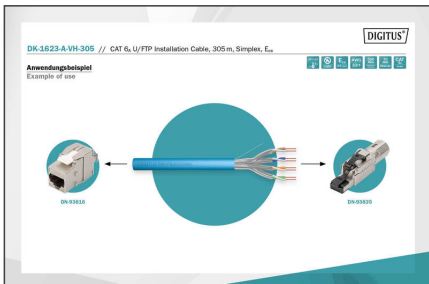 DIGITUS®
DK-1623-A-VH-305 // CAT 6A U/FTP Installation Cable, 305 m, Simplex, Eca
Anwendungsbeispiel
Example of use
DN-93616
DN-93835